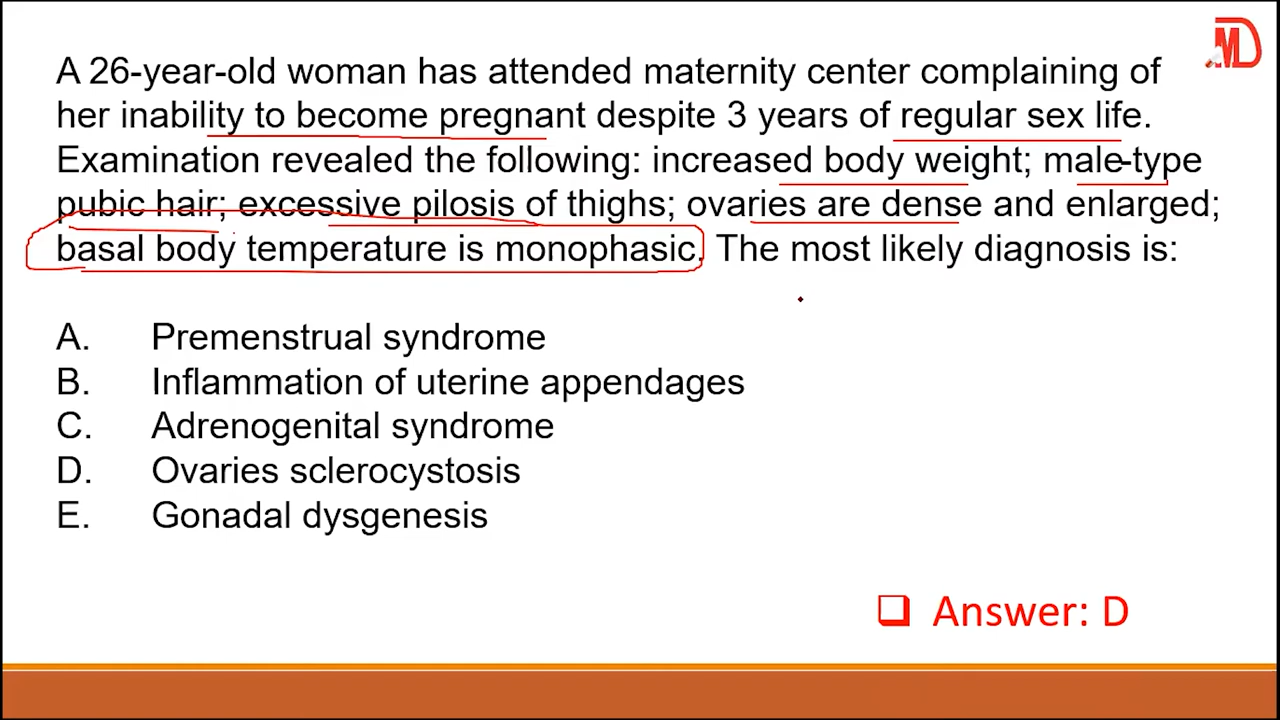 MD
A 26-year-old woman has attended maternity center complaining of
her inability to become pregnant despite 3 years of regular sex life.
Examination revealed the following: increased body weight; male-type
pubic hair; excessive pilosis of thighs; ovaries are dense and enlarged;
basal body temperature is monophasic. The most likely diagnosis is:
A. Premenstrual syndrome
B. Inflammation of uterine appendages
C. Adrenogenital syndrome
D. Ovaries sclerocystosis
E. Gonadal dysgenesis
Answer: D